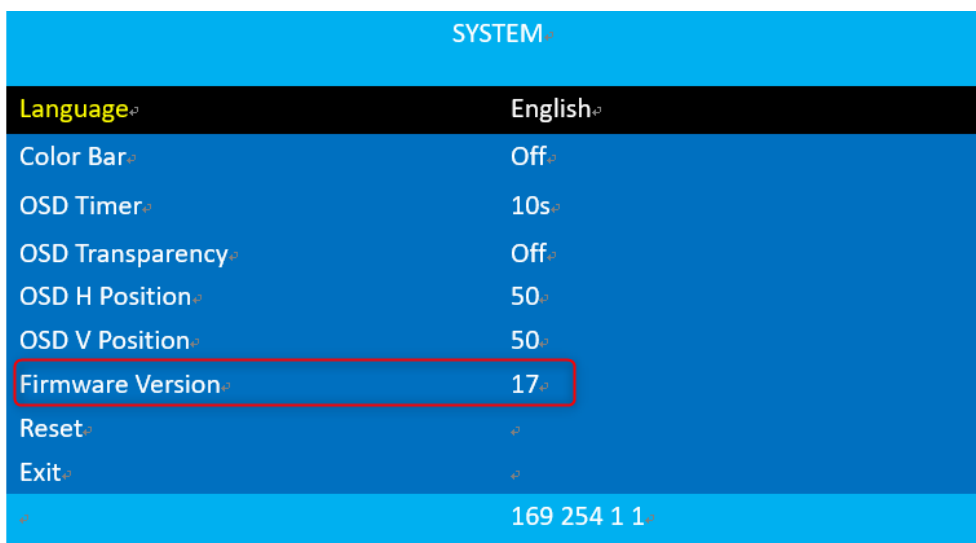 SYSTEM
Language English
Color Bar Off
OSD Timer 10s
OSD Transparency Off
OSD H Position 50
OSD V Position 50
Firmware Version 17
Reset
Exit
169 254 1 1